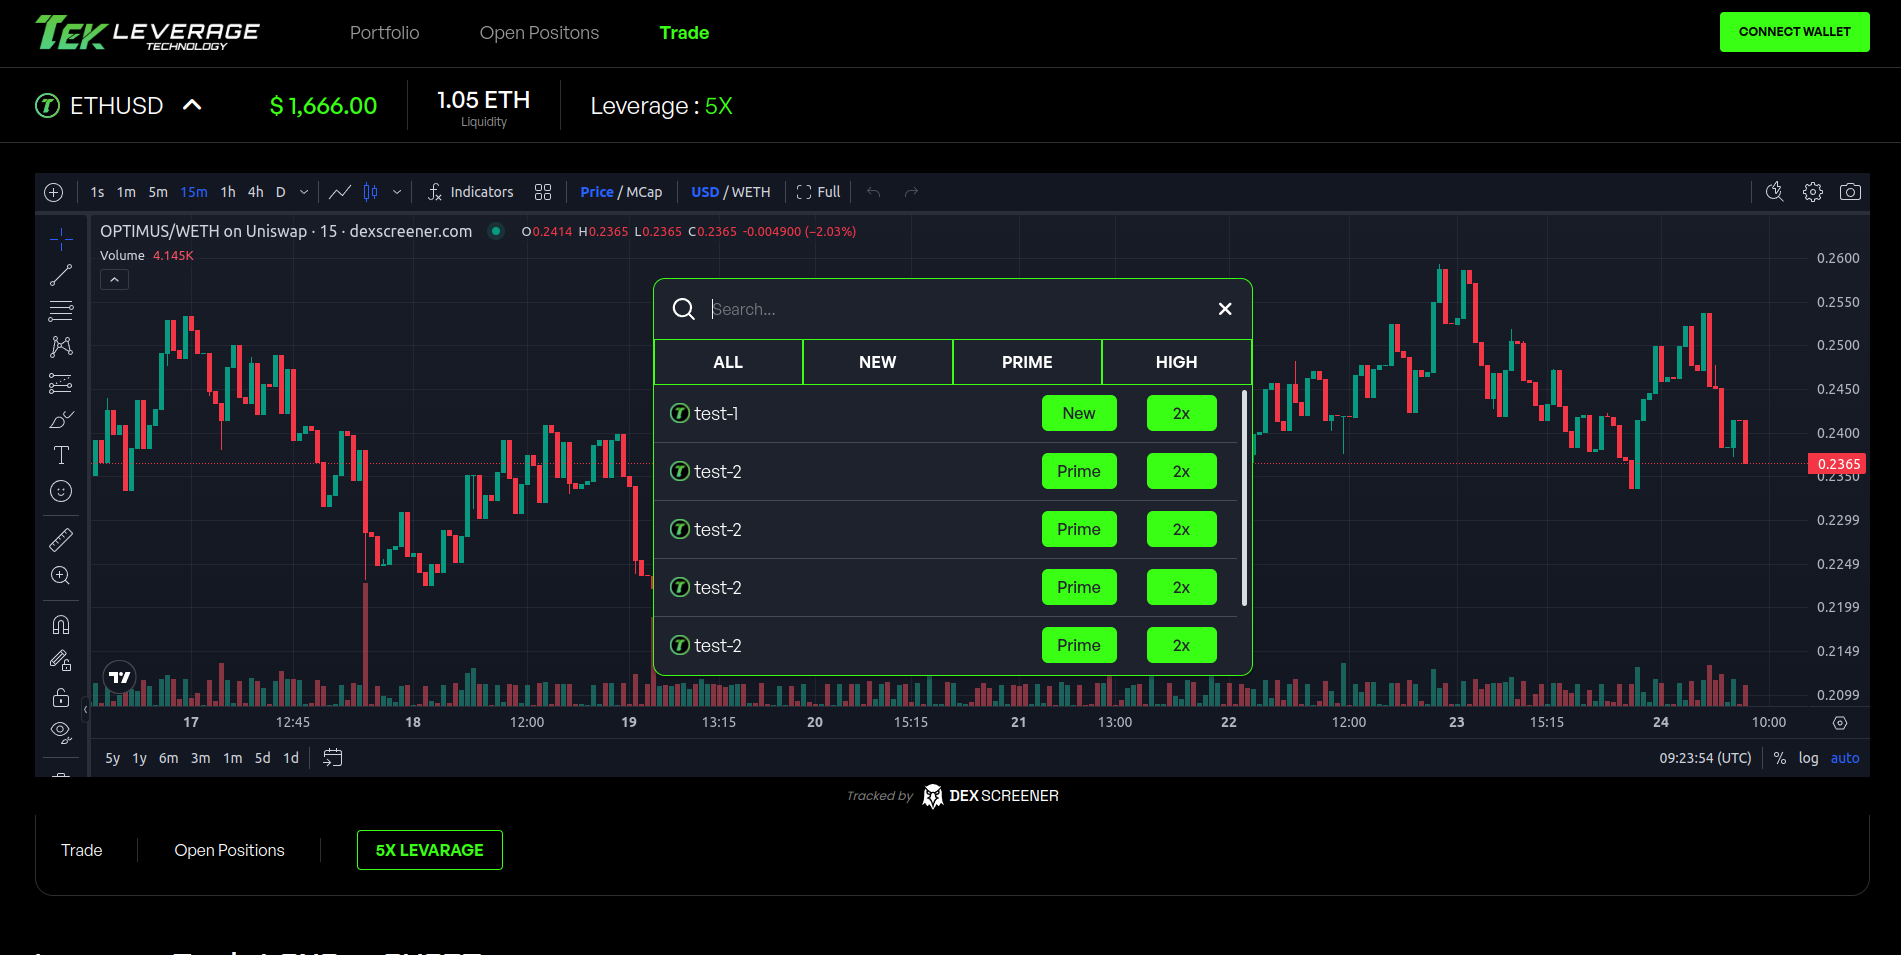 TEK LEVERAGE
TECHNOLOGY
Portfolio
Open Positons
Trade
CONNECT WALLET
ETHUSD
$ 1,666.00
1.05 ETH
Liquidity
Leverage : 5X
1s 1m 5m 15m 1h 4h D
Indicators
Price / MCap
USD / WETH
Full
OPTIMUS/WETH on Uniswap · 15 · dexscreener.com
O0.2414 H0.2365 L0.2365 C0.2365 -0.004900 (−2.03%)
Volume 4.145K
Search...
ALL
NEW
PRIME
HIGH
test-1 New 2x
test-2 Prime 2x
test-2 Prime 2x
test-2 Prime 2x
test-2 Prime 2x
0.2600
0.2550
0.2500
0.2450
0.2400
0.2365
0.2350
0.2299
0.2249
0.2199
0.2149
0.2099
17 12:45 18 12:00 19 13:15 20 15:15 21 13:00 22 12:00 23 15:15 24 10:00
5y 1y 6m 3m 1m 5d 1d
09:23:54 (UTC) % log auto
Tracked by DEX SCREENER
Trade
Open Positions
5X LEVARAGE